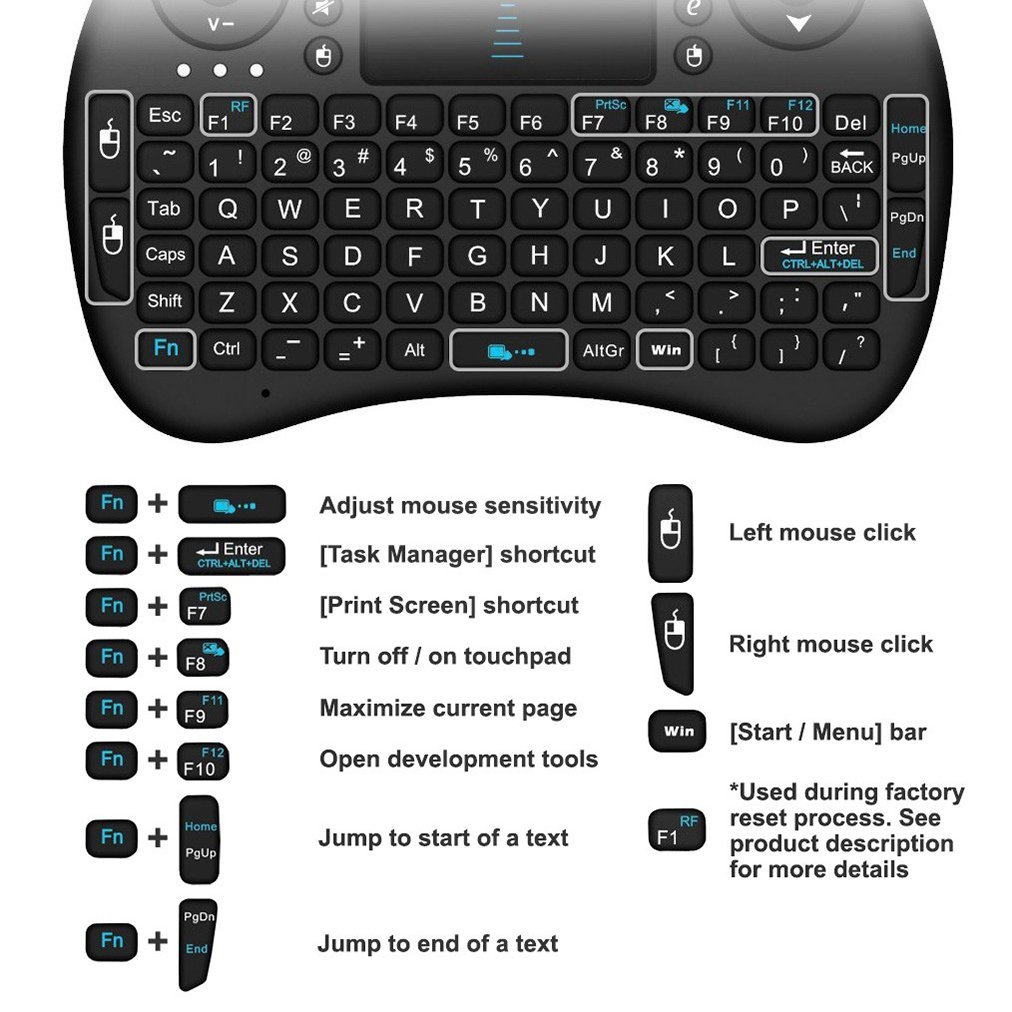 V−
e
Esc F1 RF F2 F3 F4 F5 F6 F7 PrtSc F8 F9 F11 F10 F12 Del Home
PgUp
` ~ 1 ! 2 @ 3 # 4 $ 5 % 6 ^ 7 & 8 * 9 ( 0 ) BACK
Tab Q W E R T Y U I O P \ ¦ PgDn
Caps A S D F G H J K L Enter End
CTRL+ALT+DEL
Shift Z X C V B N M , < . > ; : , "
Fn Ctrl _ − = + Alt AltGr Win [ { ] } / ?
Fn + Adjust mouse sensitivity
Fn + Enter CTRL+ALT+DEL [Task Manager] shortcut
Fn + F7 PrtSc [Print Screen] shortcut
Fn + F8 Turn off / on touchpad
Fn + F9 F11 Maximize current page
Fn + F10 F12 Open development tools
Fn + Home PgUp Jump to start of a text
Fn + PgDn End Jump to end of a text
Left mouse click
Right mouse click
Win [Start / Menu] bar
F1 RF
*Used during factory
reset process. See
product description
for more details